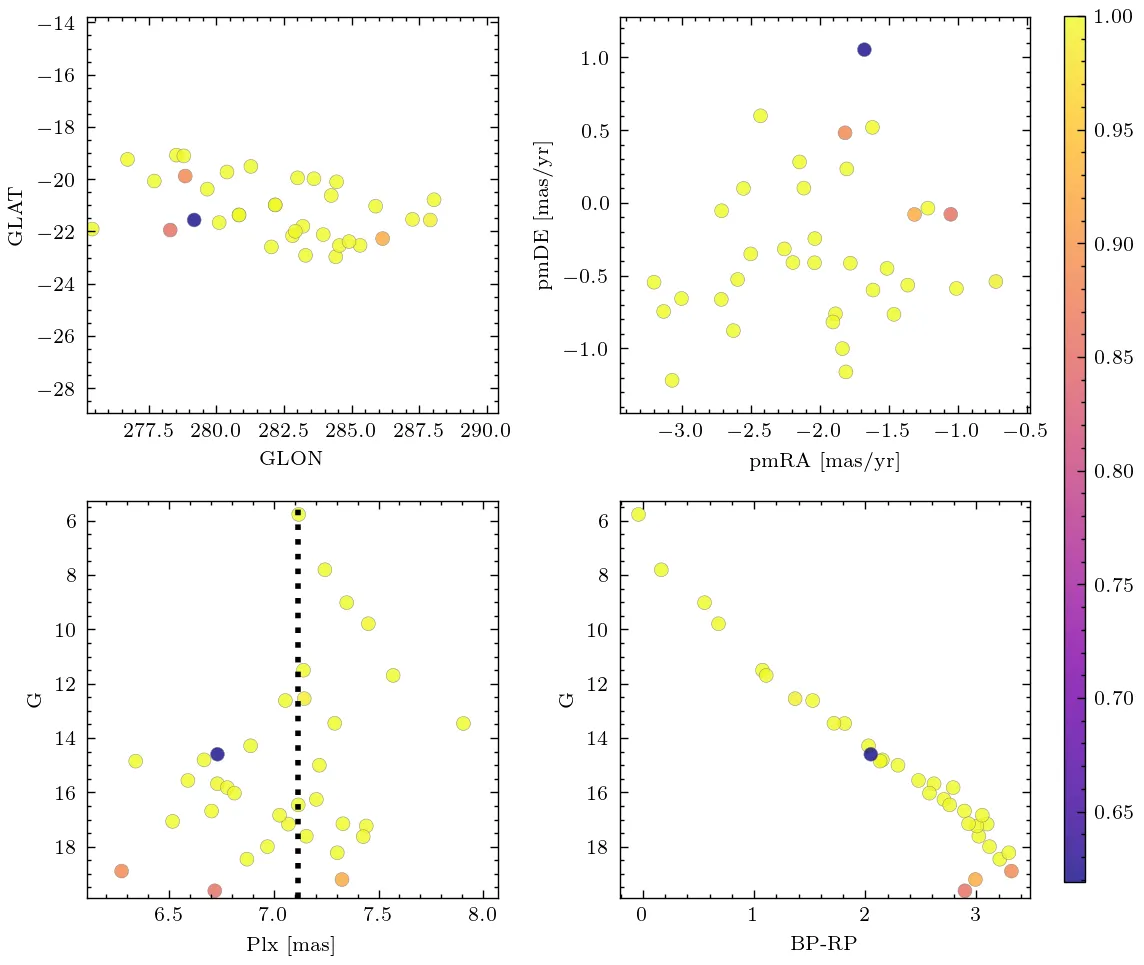 −14
−16
−18
−20
−22
−24
−26
−28
GLAT
277.5 280.0 282.5 285.0 287.5 290.0
GLON
1.0
0.5
0.0
−0.5
−1.0
pmDE [mas/yr]
−3.0 −2.5 −2.0 −1.5 −1.0 −0.5
pmRA [mas/yr]
6
8
10
12
14
16
18
G
6.5 7.0 7.5 8.0
Plx [mas]
6
8
10
12
14
16
18
G
0 1 2 3
BP-RP
1.00
0.95
0.90
0.85
0.80
0.75
0.70
0.65